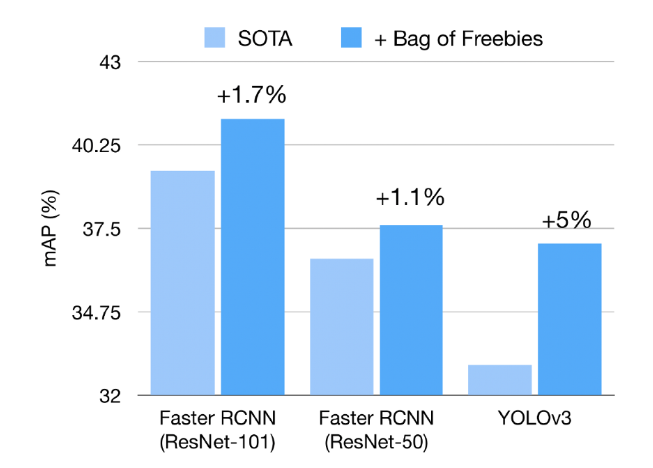 SOTA
+ Bag of Freebies
43
40.25
37.5
34.75
32
mAP (%)
+1.7%
+1.1%
+5%
Faster RCNN
(ResNet-101)
Faster RCNN
(ResNet-50)
YOLOv3